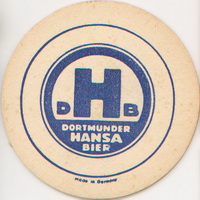 D H B
DORTMUNDER
HANSA
BIER
Made in Germany